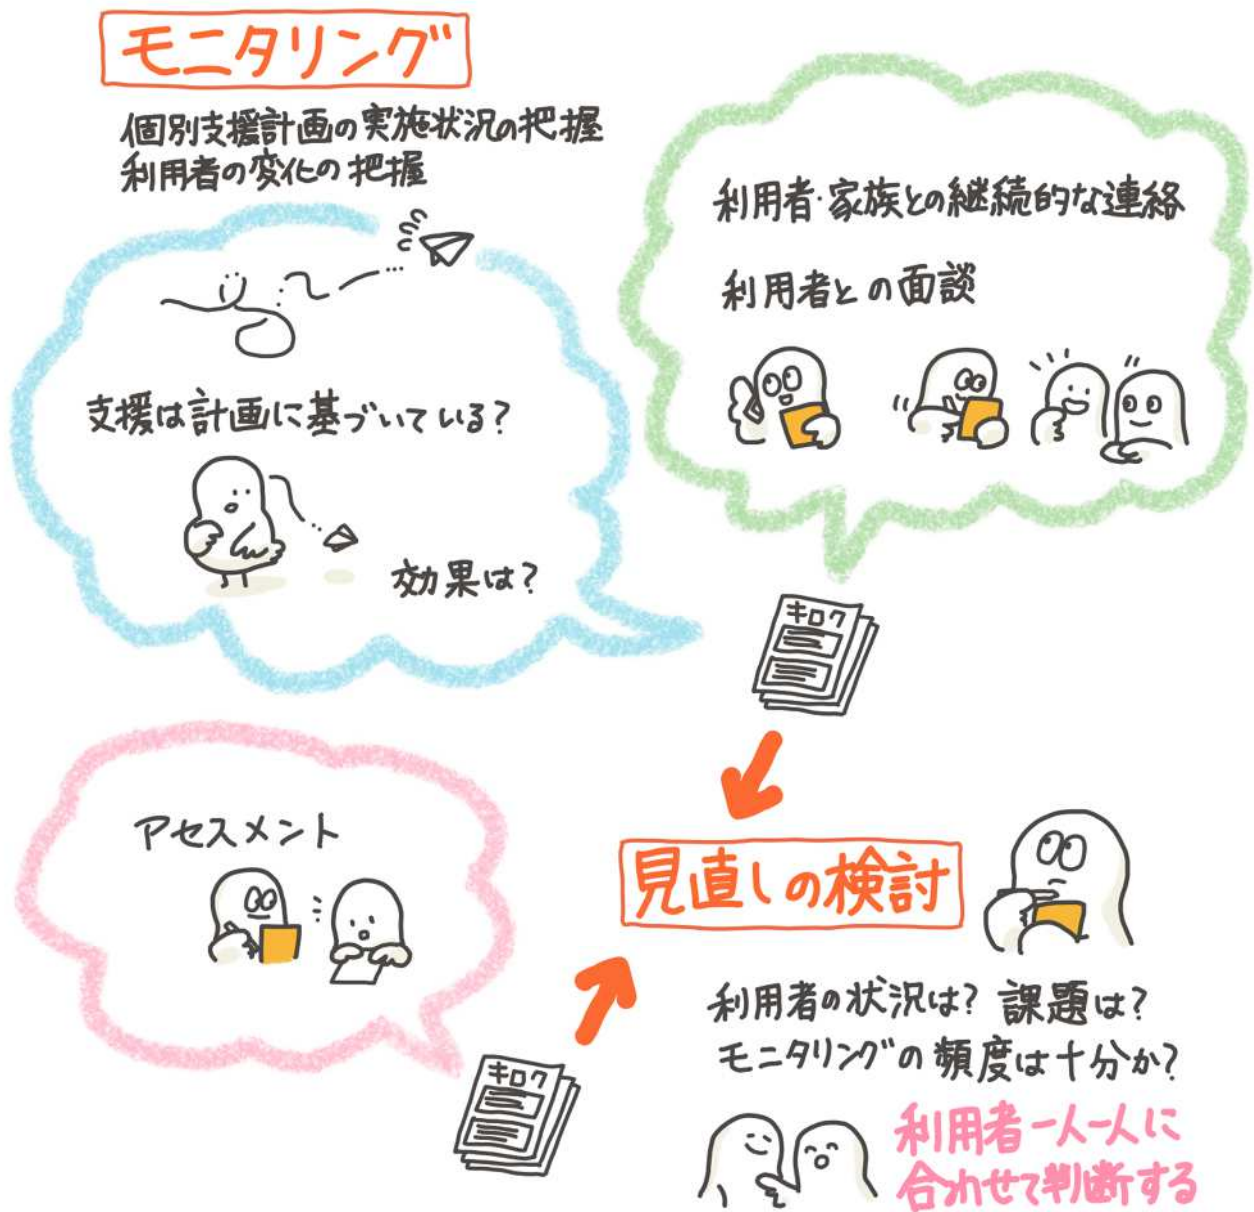 モニタリング
個別支援計画の実施状況の把握
利用者の変化の把握
支援は計画に基づいている?
効果は?
利用者・家族との継続的な連絡
利用者との面談
キロク
アセスメント
キロク
見直しの検討
利用者の状況は? 課題は?
モニタリングの頻度は十分か?
利用者一人一人に
合わせて判断する